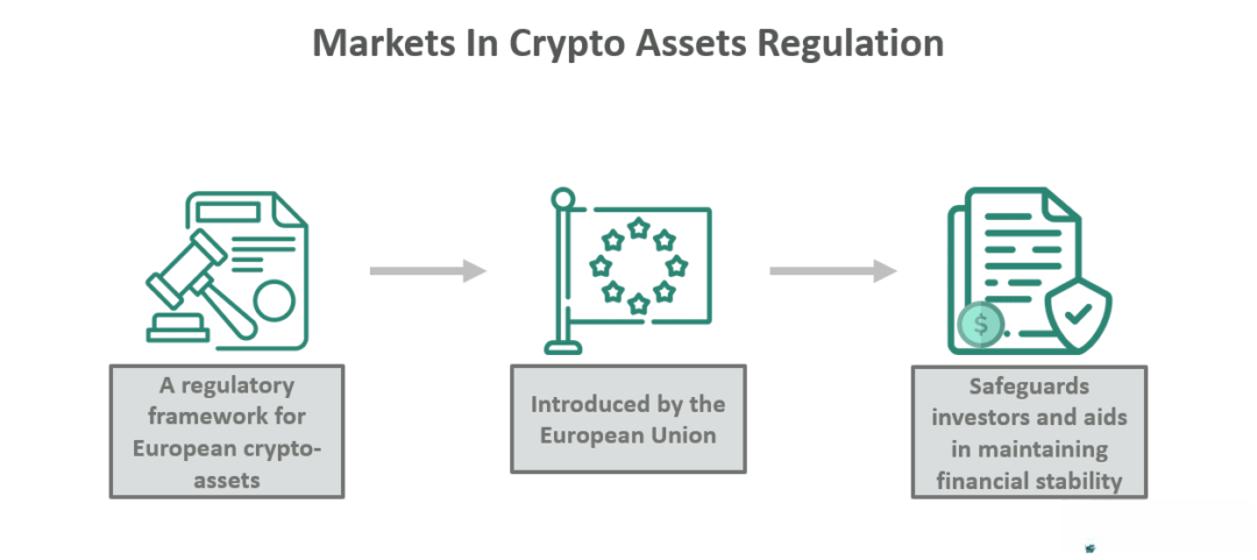 Markets In Crypto Assets Regulation
A regulatory
framework for
European crypto-
assets
Introduced by the
European Union
$
Safeguards
investors and aids
in maintaining
financial stability